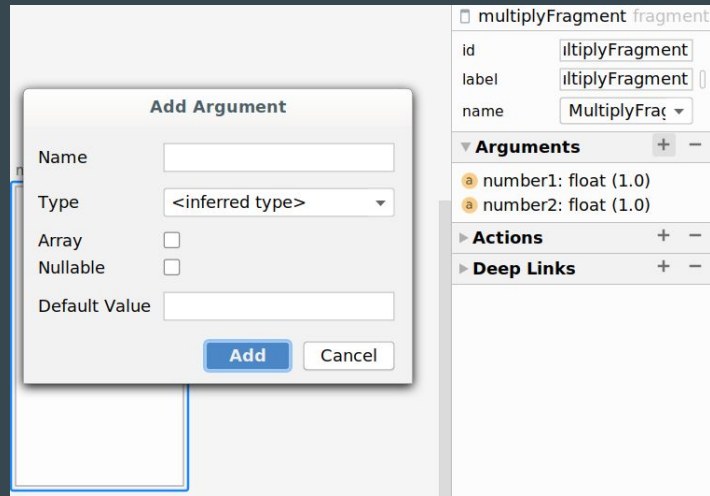 multiplyFragment fragment
id ıltiplyFragment
label ıltiplyFragment
name MultiplyFraç
Arguments + −
a number1: float (1.0)
a number2: float (1.0)
Actions + −
Deep Links + −
Add Argument
Name
Type <inferred type>
Array
Nullable
Default Value
Add Cancel